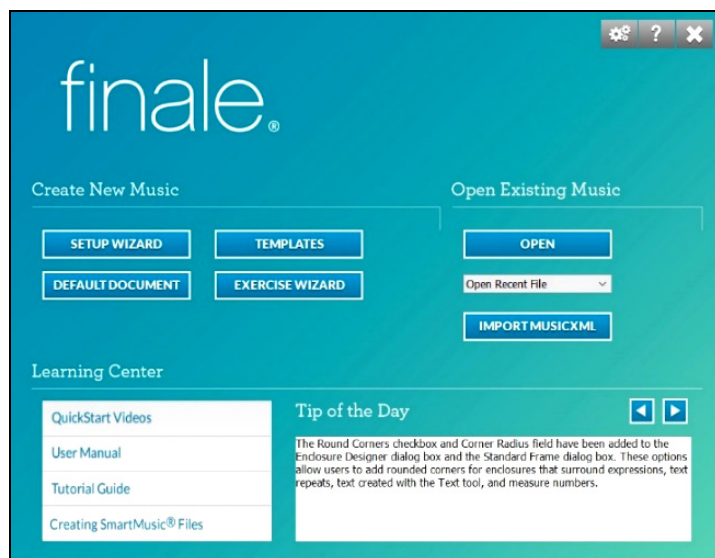 ?
finale®
Create New Music
Open Existing Music
SETUP WIZARD
TEMPLATES
OPEN
DEFAULT DOCUMENT
EXERCISE WIZARD
Open Recent File
IMPORT MUSICXML
Learning Center
QuickStart Videos
User Manual
Tutorial Guide
Creating SmartMusic® Files
Tip of the Day
The Round Corners checkbox and Corner Radius field have been added to the
Enclosure Designer dialog box and the Standard Frame dialog box. These options
allow users to add rounded corners for enclosures that surround expressions, text
repeats, text created with the Text tool, and measure numbers.